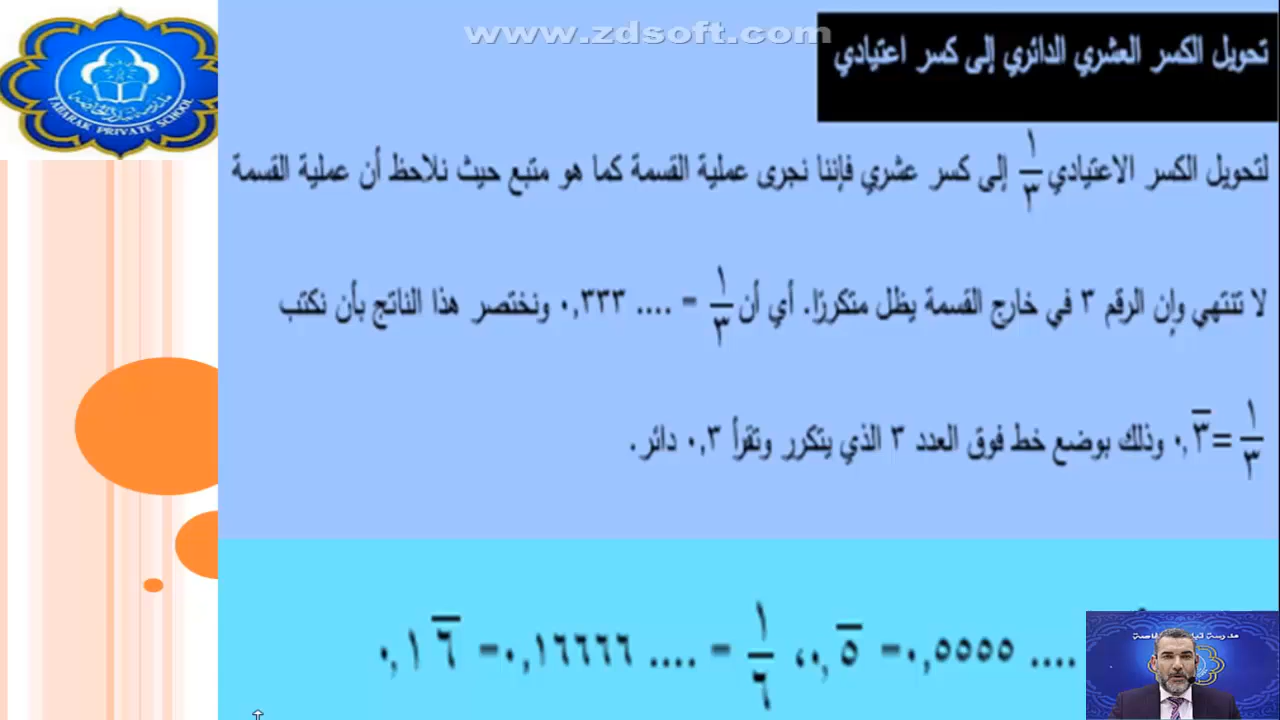 www.zdsoft.com
تحويل الكسر العشري الدائري إلى كسر اعتيادي
TABARAK PRIVATE SCHOOL
لتحويل الكسر الاعتيادي ١/٣ إلى كسر عشري فإننا نجرى عملية القسمة كما هو متبع حيث نلاحظ أن عملية القسمة
لا تنتهي وإن الرقم ٣ في خارج القسمة يظل متكررًا. أي أن ١/٣ = .... ٠,٣٣٣ ونختصر هذا الناتج بأن نكتب
١/٣ = ٠,٣̅ وذلك بوضع خط فوق العدد ٣ الذي يتكرر وتقرأ ٠,٣ دائر.
٠,١٦̅ = ٠,١٦٦٦٦ .... = ١/٦ ، ٠,٥̅ = ٠,٥٥٥٥ ....